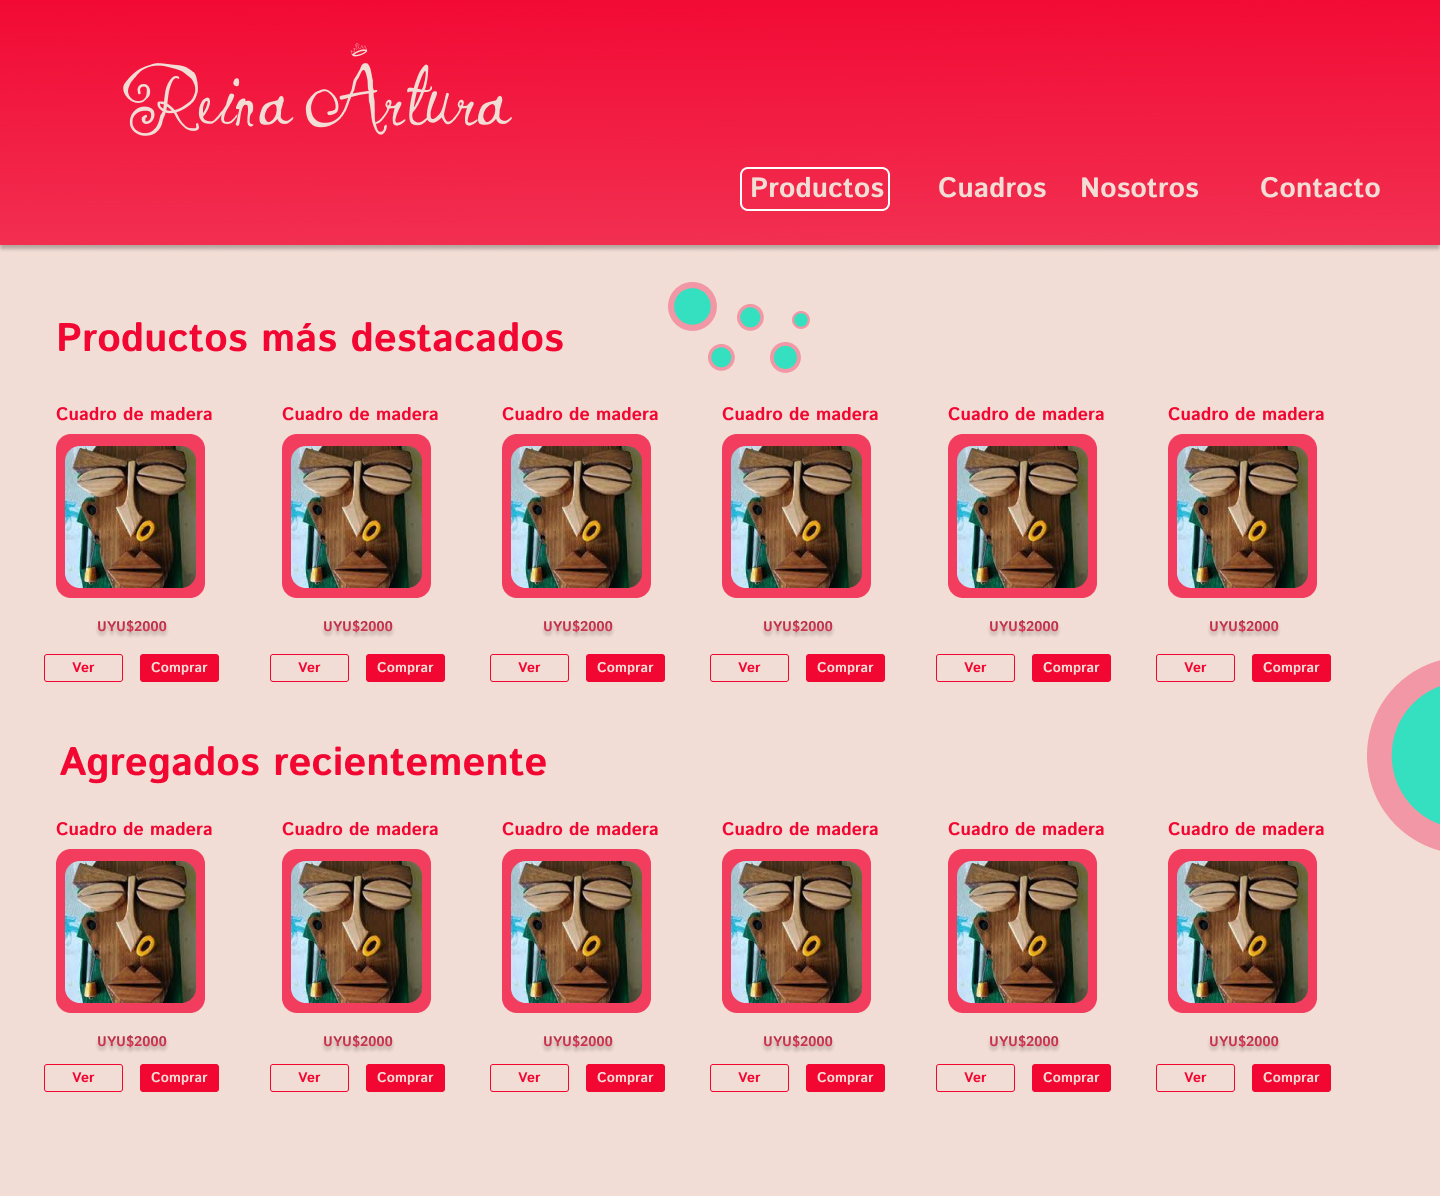 Reina Artura
Productos Cuadros Nosotros Contacto
Productos más destacados
Cuadro de madera Cuadro de madera Cuadro de madera Cuadro de madera Cuadro de madera Cuadro de madera
UYU$2000 UYU$2000 UYU$2000 UYU$2000 UYU$2000 UYU$2000
Ver Comprar Ver Comprar Ver Comprar Ver Comprar Ver Comprar Ver Comprar
Agregados recientemente
Cuadro de madera Cuadro de madera Cuadro de madera Cuadro de madera Cuadro de madera Cuadro de madera
UYU$2000 UYU$2000 UYU$2000 UYU$2000 UYU$2000 UYU$2000
Ver Comprar Ver Comprar Ver Comprar Ver Comprar Ver Comprar Ver Comprar